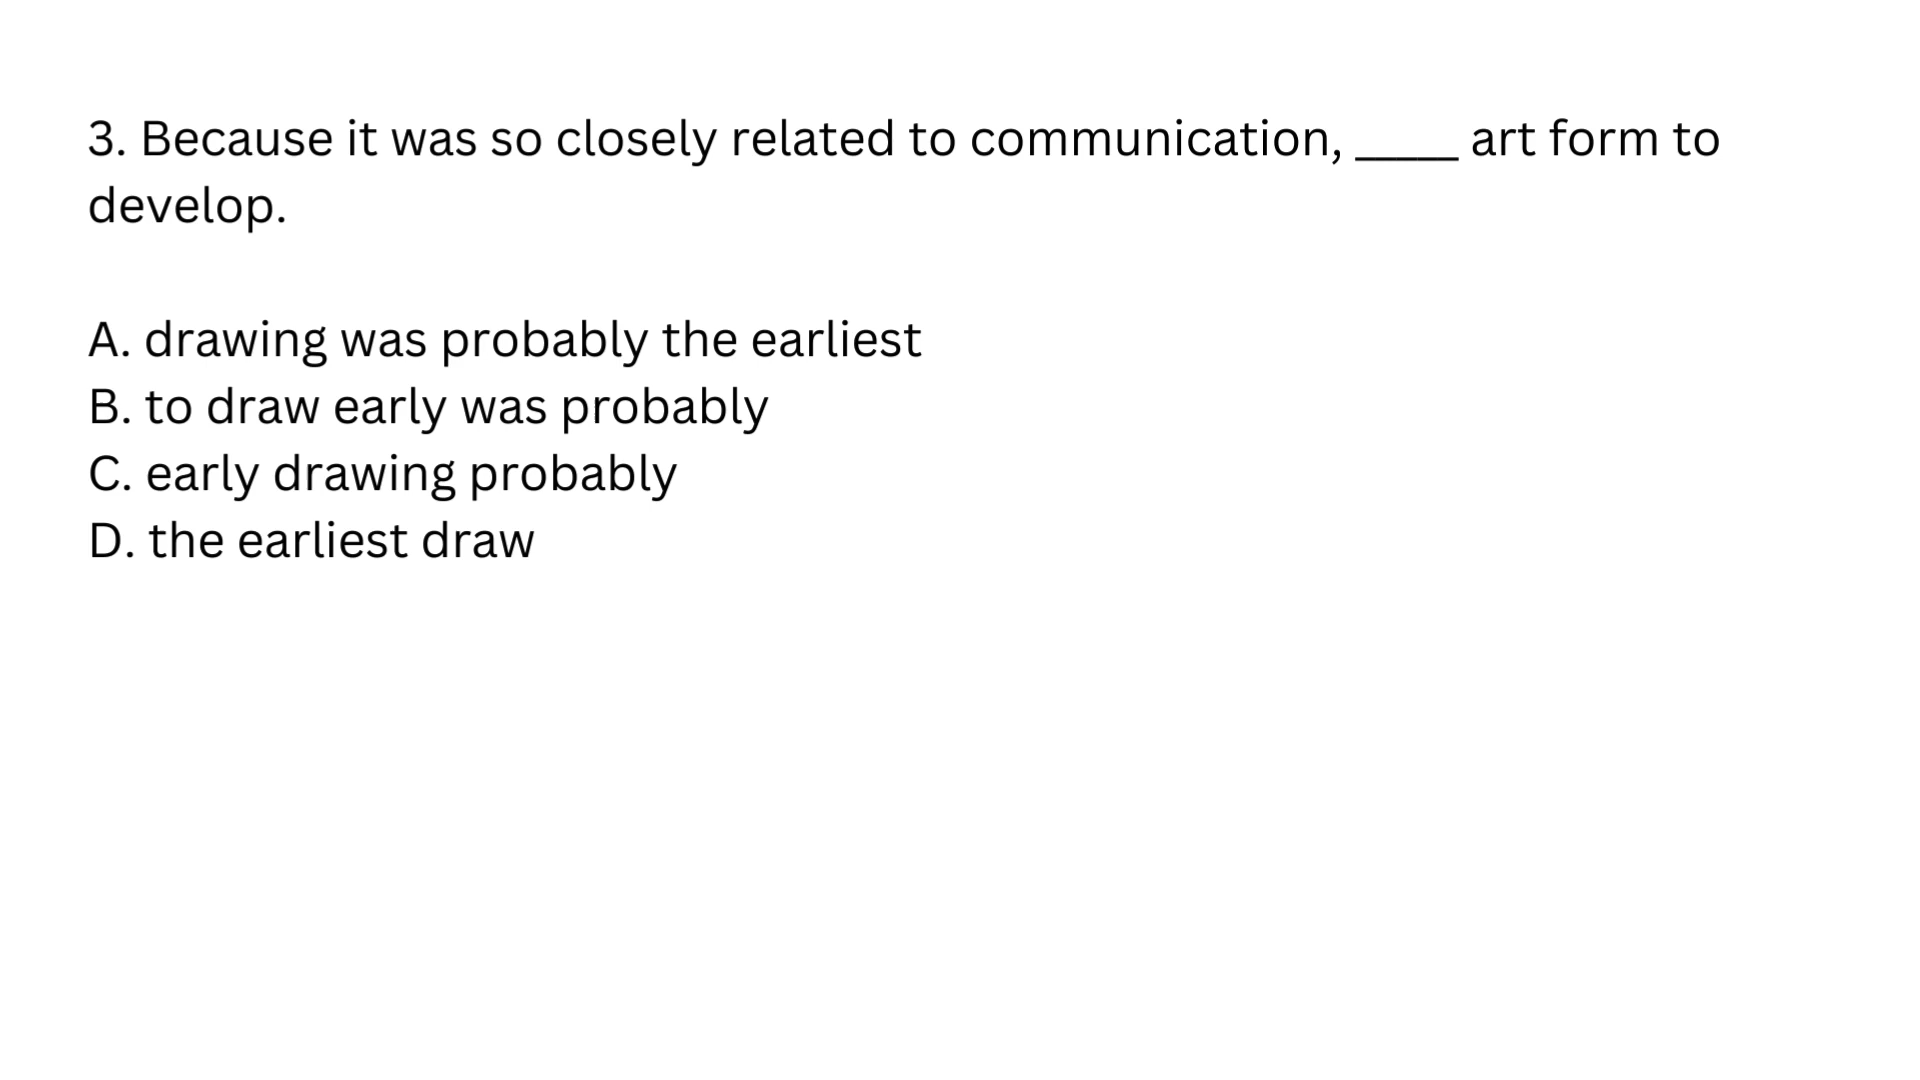 3. Because it was so closely related to communication, _____ art form to
develop.
A. drawing was probably the earliest
B. to draw early was probably
C. early drawing probably
D. the earliest draw